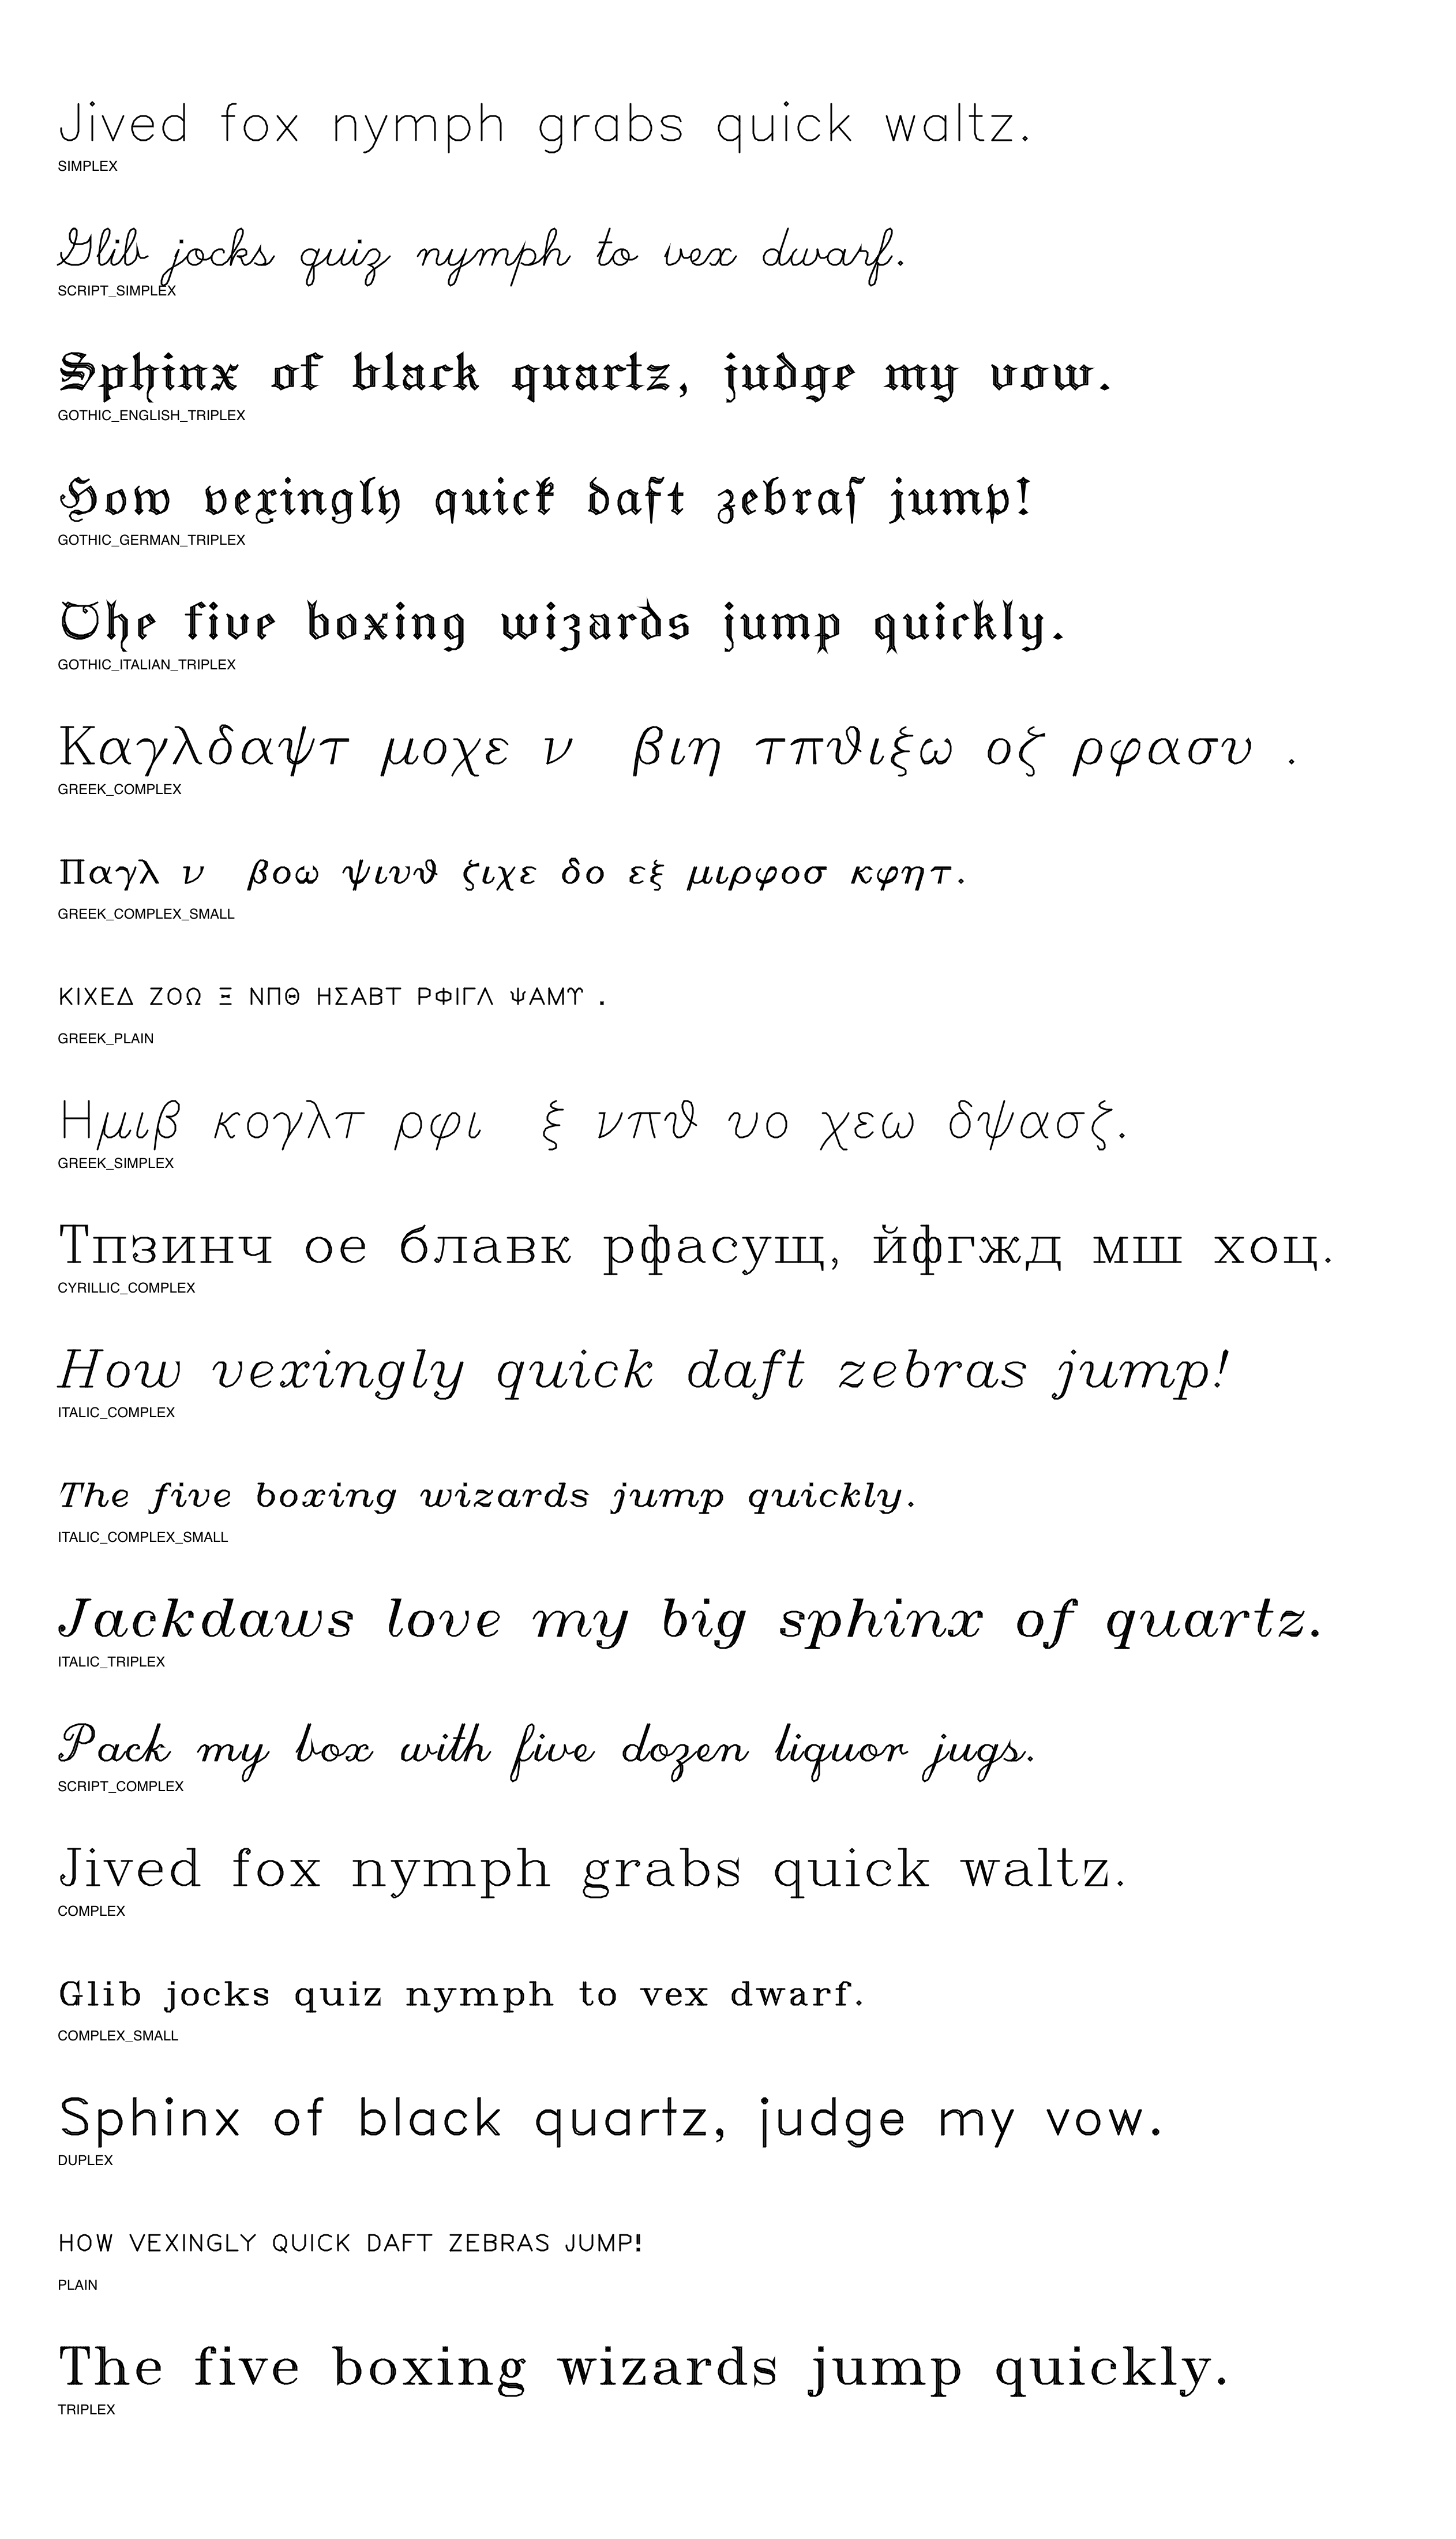 Jived fox nymph grabs quick waltz.
SIMPLEX
Glib jocks quiz nymph to vex dwarf.
SCRIPT_SIMPLEX
Sphinx of black quartz, judge my vow.
GOTHIC_ENGLISH_TRIPLEX
How vexingly quick daft zebraſ jump!
GOTHIC_GERMAN_TRIPLEX
The five boxing wizards jump quickly.
GOTHIC_ITALIAN_TRIPLEX
Καγλδαψτ μοχε ν βιη τπϑιξω οζ ρφασυ .
GREEK_COMPLEX
Παγλ ν βοω ψιυϑ ζιχε δο εξ μιρφοσ κφητ.
GREEK_COMPLEX_SMALL
ΚΙΧΕΔ ΖΟΩ Ξ ΝΠΘ ΗΣΑΒΤ ΡΦΙΓΛ ΨΑΜϒ .
GREEK_PLAIN
Ημιβ κογλτ ρφι ξ νπϑ υο χεω δψασζ.
GREEK_SIMPLEX
Тпзинч ое блавк рфасущ, йфгжд мш хоц.
CYRILLIC_COMPLEX
How vexingly quick daft zebras jump!
ITALIC_COMPLEX
The five boxing wizards jump quickly.
ITALIC_COMPLEX_SMALL
Jackdaws love my big sphinx of quartz.
ITALIC_TRIPLEX
Pack my box with five dozen liquor jugs.
SCRIPT_COMPLEX
Jived fox nymph grabs quick waltz.
COMPLEX
Glib jocks quiz nymph to vex dwarf.
COMPLEX_SMALL
Sphinx of black quartz, judge my vow.
DUPLEX
HOW VEXINGLY QUICK DAFT ZEBRAS JUMP!
PLAIN
The five boxing wizards jump quickly.
TRIPLEX